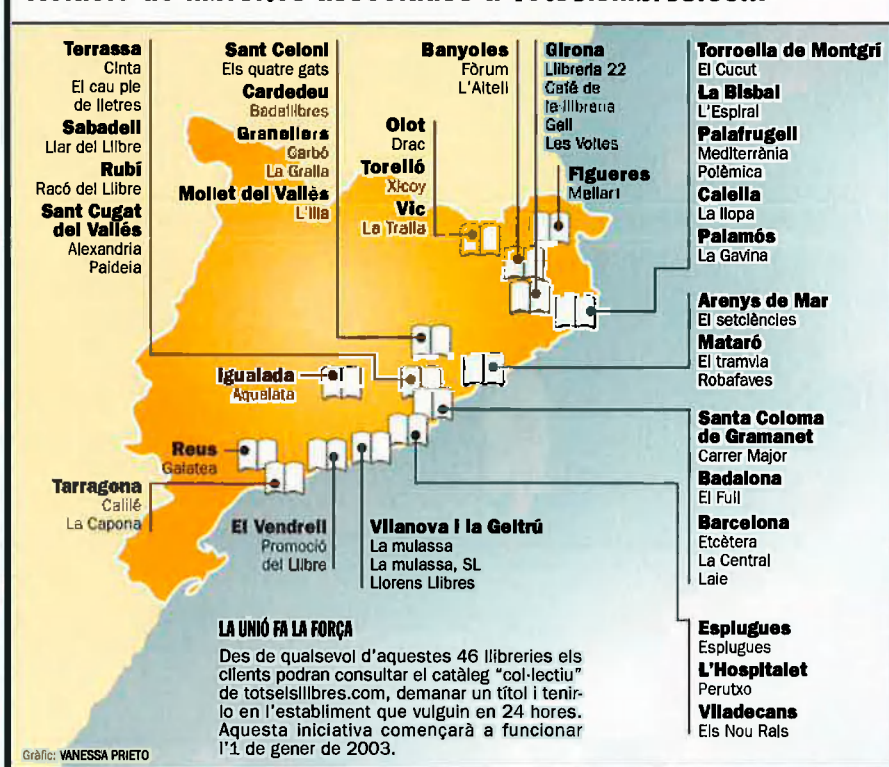 Terrassa
Cinta
El cau ple
de lletres
Sabadell
Llar del Llibre
Rubí
Racó del Llibre
Sant Cugat
del Vallés
Alexandria
Paideia
Sant Celoni
Els quatre gats
Cardedeu
Badallibres
Granollers
Carbó
La Gralla
Mollet del Vallès
L'Illa
Olot
Drac
Torelló
Xicoy
Vic
La Tralla
Banyoles
Fòrum
L'Altell
Girona
Llibreria 22
Café de
la llibreria
Geli
Les Voltes
Figueres
Mallart
Torroella de Montgrí
El Cucut
La Bisbal
L'Espiral
Palafrugell
Mediterrània
Polèmica
Calella
La llopa
Palamós
La Gavina
Arenys de Mar
El setciències
Mataró
El tramvia
Robafaves
Igualada
Aqualata
Santa Coloma
de Gramanet
Carrer Major
Badalona
El Full
Barcelona
Etcètera
La Central
Laie
Reus
Galatea
Tarragona
La Capona
El Vendrell
Promoció
del Llibre
Vilanova i la Geltrú
La mulassa
La mulassa, SL
Llorens Llibres
Esplugues
Esplugues
L'Hospitalet
Perutxo
Viladecans
Els Nou Rals
LA UNIÓ FA LA FORÇA
Des de qualsevol d'aquestes 46 llibreries els
clients podran consultar el catàleg "col·lectiu"
de totselsllibres.com, demanar un títol i tenir-
lo en l'establiment que vulguin en 24 hores.
Aquesta iniciativa començarà a funcionar
l'1 de gener de 2003.
Gràfic: VANESSA PRIETO